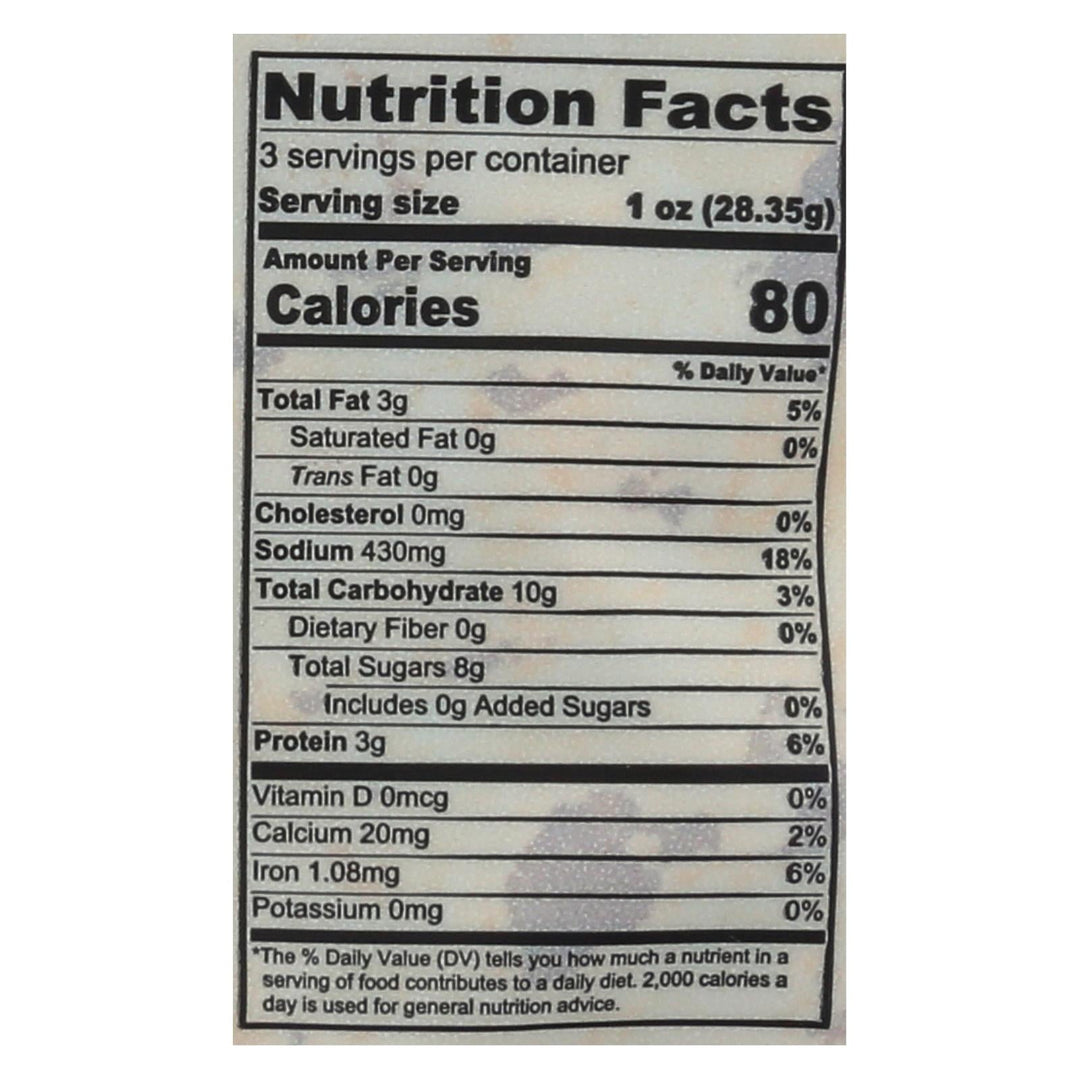 Nutrition Facts
3 servings per container
Serving size 1 oz (28.35g)
Amount Per Serving
Calories 80
% Daily Value*
Total Fat 3g 5%
Saturated Fat 0g 0%
Trans Fat 0g
Cholesterol 0mg 0%
Sodium 430mg 18%
Total Carbohydrate 10g 3%
Dietary Fiber 0g 0%
Total Sugars 8g
Includes 0g Added Sugars 0%
Protein 3g 6%
Vitamin D 0mcg 0%
Calcium 20mg 2%
Iron 1.08mg 6%
Potassium 0mg 0%
*The % Daily Value (DV) tells you how much a nutrient in a
serving of food contributes to a daily diet. 2,000 calories a
day is used for general nutrition advice.